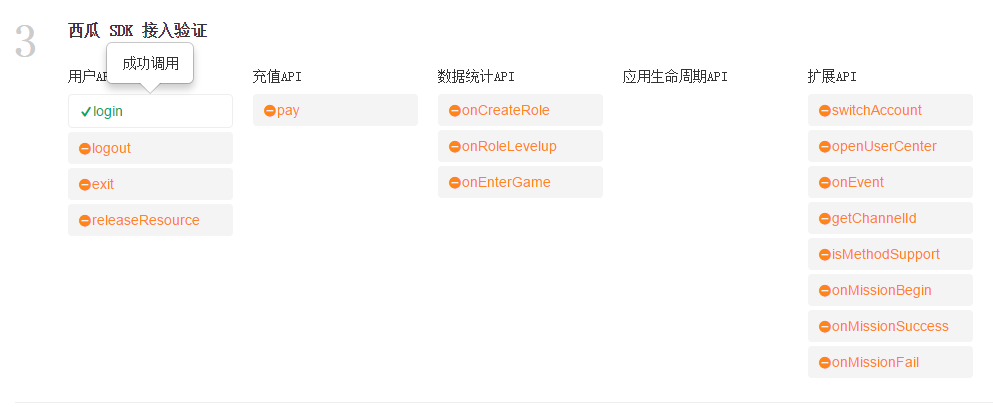 3
西瓜 SDK 接入验证
成功调用
用户AP
login
logout
exit
releaseResource
充值API
pay
数据统计API
onCreateRole
onRoleLevelup
onEnterGame
应用生命周期API
扩展API
switchAccount
openUserCenter
onEvent
getChannelId
isMethodSupport
onMissionBegin
onMissionSuccess
onMissionFail